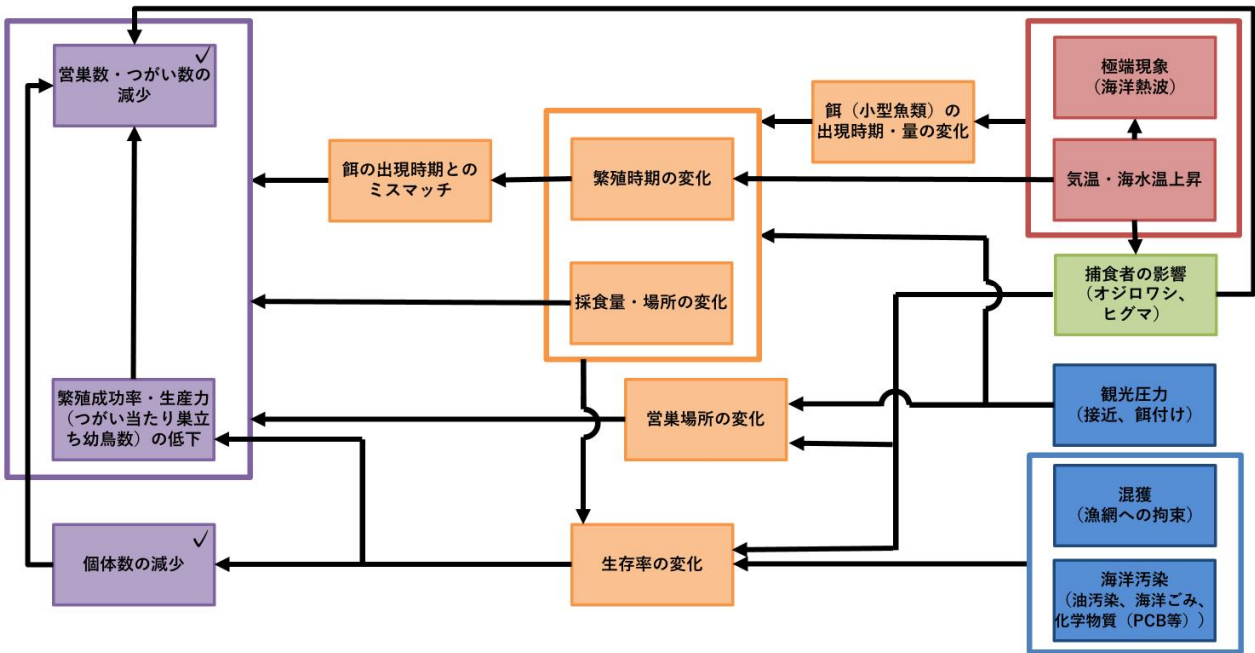 営巣数・つがい数の
減少
✓
極端現象
（海洋熱波）
餌（小型魚類）の
出現時期・量の変化
餌の出現時期との
ミスマッチ
繁殖時期の変化
気温・海水温上昇
採食量・場所の変化
捕食者の影響
（オジロワシ、
ヒグマ）
繁殖成功率・生産力
（つがい当たり巣立
ち幼鳥数）の低下
営巣場所の変化
観光圧力
（接近、餌付け）
個体数の減少
✓
生存率の変化
混獲
（漁網への拘束）
海洋汚染
（油汚染、海洋ごみ、
化学物質（PCB等））